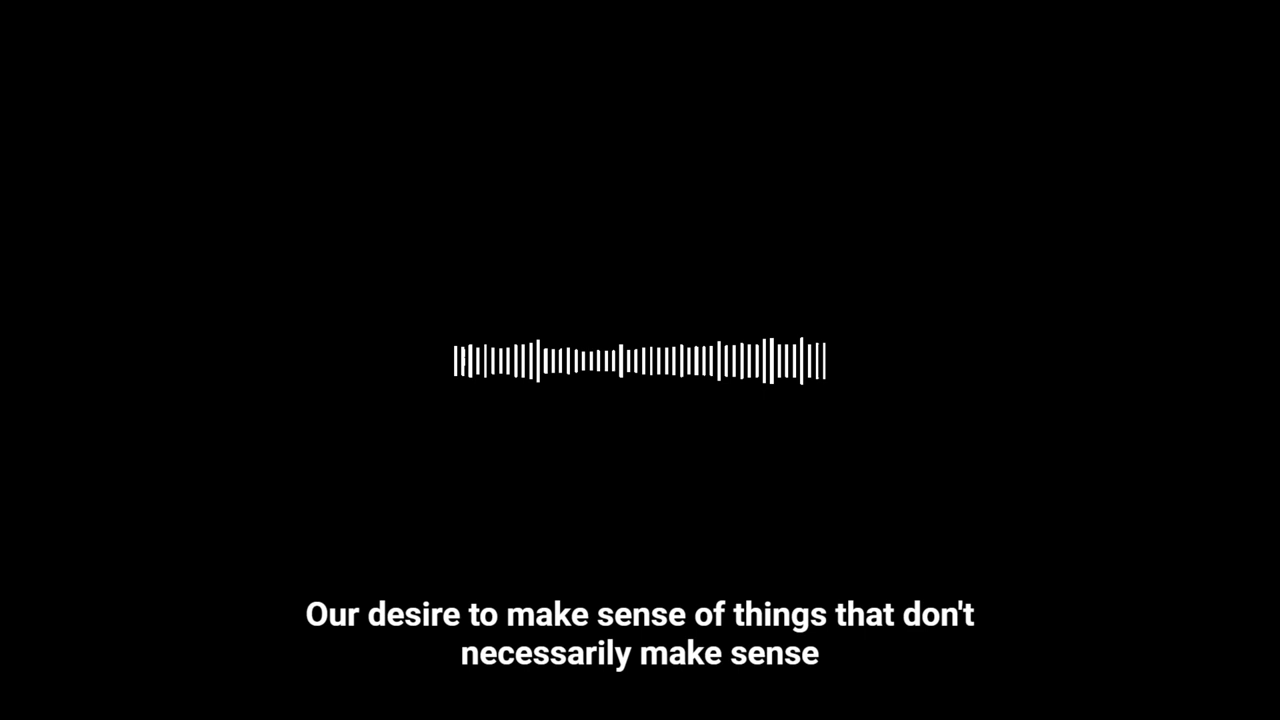 Our desire to make sense of things that don't
necessarily make sense